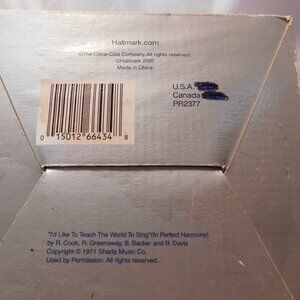 Hallmark.com
©The Coca-Cola Company. All rights reserved.
©Hallmark 2001
Made in China
U.S.A.
Canada
PR2377
0 15012 66434 8
"I'd Like To Teach The World To Sing"(In Perfect Harmony)
by R. Cook, R. Greenaway, B. Backer and B. Davis
Copyright © 1971 Shada Music Co.
Used by Permission. All rights reserved.